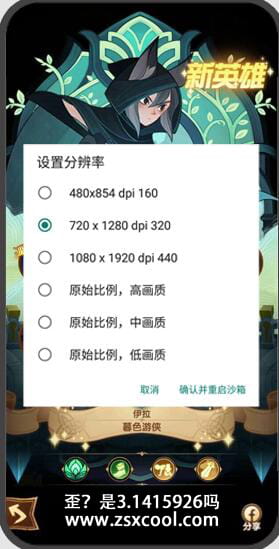 新英雄
设置分辨率
480x854 dpi 160
720 x 1280 dpi 320
1080 x 1920 dpi 440
原始比例，高画质
原始比例，中画质
原始比例，低画质
取消 确认并重启沙箱
伊拉
暮色游侠
分享
歪？是3.1415926吗
www.zsxcool.com